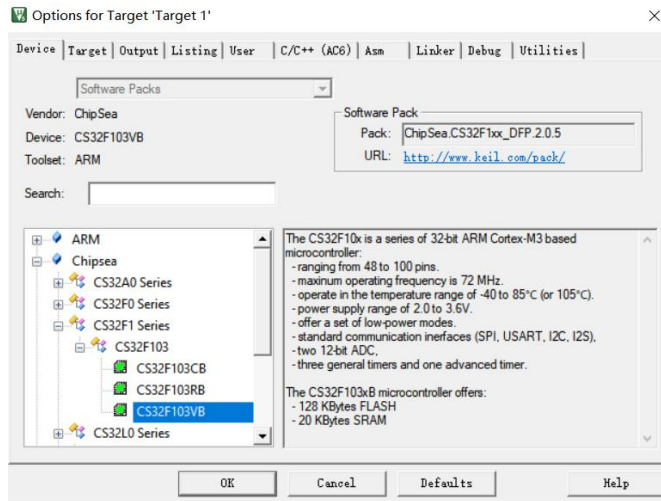 Options for Target 'Target 1'
Device Target Output Listing User C/C++ (AC6) Asm Linker Debug Utilities
Software Packs
Vendor: ChipSea
Device: CS32F103VB
Toolset: ARM
Search:
Software Pack
Pack: ChipSea.CS32F1xx_DFP.2.0.5
URL: http://www.keil.com/pack/
ARM
Chipsea
CS32A0 Series
CS32F0 Series
CS32F1 Series
CS32F103
CS32F103CB
CS32F103RB
CS32F103VB
CS32L0 Series
The CS32F10x is a series of 32-bit ARM Cortex-M3 based
microcontroller:
- ranging from 48 to 100 pins.
- maxinum operating frequency is 72 MHz.
- operate in the temperature range of -40 to 85°C (or 105°C).
- power supply range of 2.0 to 3.6V.
- offer a set of low-power modes.
- standard communication inerfaces (SPI, USART, I2C, I2S),
- two 12-bit ADC,
- three general timers and one advanced timer.
The CS32F103xB microcontroller offers:
- 128 KBytes FLASH
- 20 KBytes SRAM
OK Cancel Defaults Help